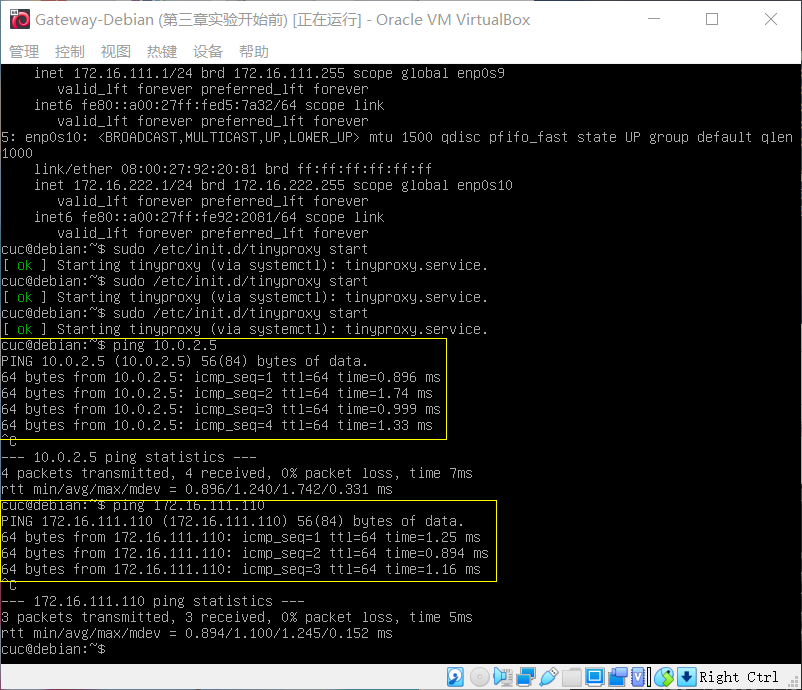 Gateway-Debian (第三章实验开始前) [正在运行] - Oracle VM VirtualBox
管理 控制 视图 热键 设备 帮助
inet 172.16.111.1/24 brd 172.16.111.255 scope global enp0s9
valid_lft forever preferred_lft forever
inet6 fe80::a00:27ff:fed5:7a32/64 scope link
valid_lft forever preferred_lft forever
5: enp0s10: <BROADCAST,MULTICAST,UP,LOWER_UP> mtu 1500 qdisc pfifo_fast state UP group default qlen
1000
link/ether 08:00:27:92:20:81 brd ff:ff:ff:ff:ff:ff
inet 172.16.222.1/24 brd 172.16.222.255 scope global enp0s10
valid_lft forever preferred_lft forever
inet6 fe80::a00:27ff:fe92:2081/64 scope link
valid_lft forever preferred_lft forever
cuc@debian:~$ sudo /etc/init.d/tinyproxy start
[ ok ] Starting tinyproxy (via systemctl): tinyproxy.service.
cuc@debian:~$ sudo /etc/init.d/tinyproxy start
[ ok ] Starting tinyproxy (via systemctl): tinyproxy.service.
cuc@debian:~$ sudo /etc/init.d/tinyproxy start
[ ok ] Starting tinyproxy (via systemctl): tinyproxy.service.
cuc@debian:~$ ping 10.0.2.5
PING 10.0.2.5 (10.0.2.5) 56(84) bytes of data.
64 bytes from 10.0.2.5: icmp_seq=1 ttl=64 time=0.896 ms
64 bytes from 10.0.2.5: icmp_seq=2 ttl=64 time=1.74 ms
64 bytes from 10.0.2.5: icmp_seq=3 ttl=64 time=0.999 ms
64 bytes from 10.0.2.5: icmp_seq=4 ttl=64 time=1.33 ms
^C
--- 10.0.2.5 ping statistics ---
4 packets transmitted, 4 received, 0% packet loss, time 7ms
rtt min/avg/max/mdev = 0.896/1.240/1.742/0.331 ms
cuc@debian:~$ ping 172.16.111.110
PING 172.16.111.110 (172.16.111.110) 56(84) bytes of data.
64 bytes from 172.16.111.110: icmp_seq=1 ttl=64 time=1.25 ms
64 bytes from 172.16.111.110: icmp_seq=2 ttl=64 time=0.894 ms
64 bytes from 172.16.111.110: icmp_seq=3 ttl=64 time=1.16 ms
^C
--- 172.16.111.110 ping statistics ---
3 packets transmitted, 3 received, 0% packet loss, time 5ms
rtt min/avg/max/mdev = 0.894/1.100/1.245/0.152 ms
cuc@debian:~$
Right Ctrl